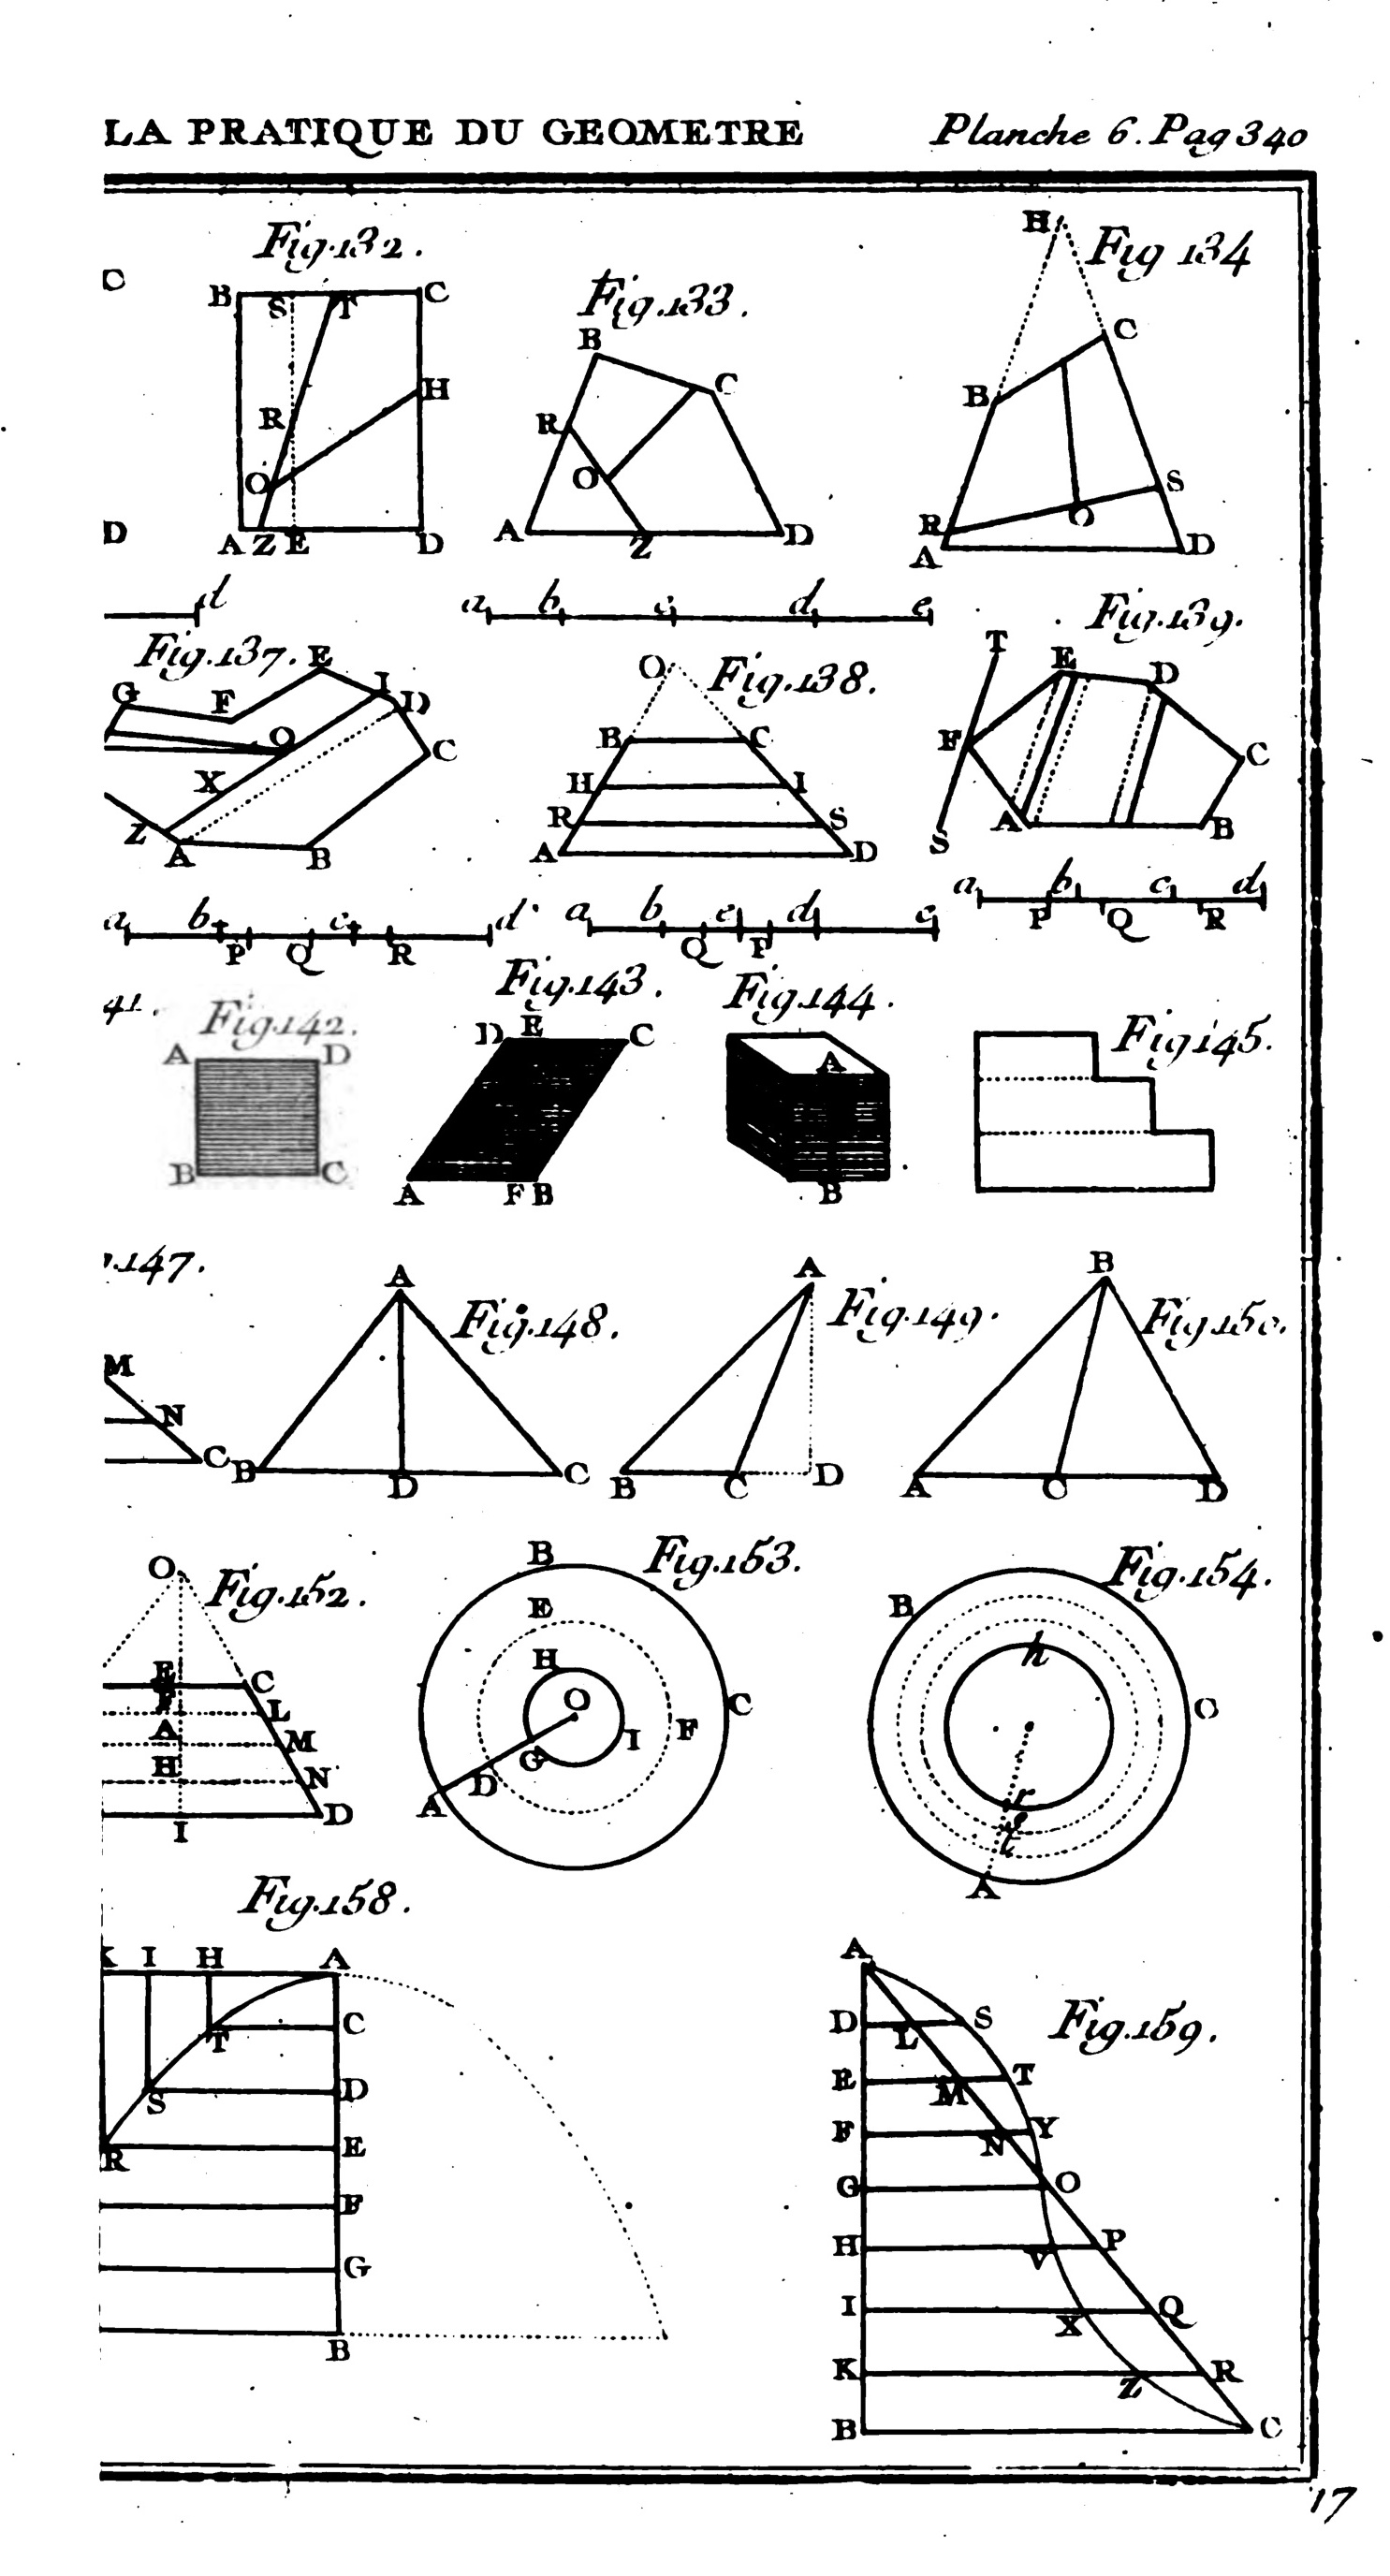 LA PRATIQUE DU GEOMETRE Planche 6. Pag 340
Fig.132.
B S T C
H
R
O
A Z E D
Fig.133.
B
C
R
O
A Z D
H Fig 134
C
B
S
R O
A D
D
d
a b c d e
Fig.137.
E
G F I D
O C
X
Z A B
O Fig.138.
B C
H I
R S
A D
Fig.139.
T E D
F C
S A B
a b c d
P Q R
a b c d
P Q R
a b c d e
Q P
41.
Fig.142.
A D
B C
Fig.143.
D E C
A F B
Fig.144.
A
B
Fig 145.
.147.
M
N
C
Fig.148.
A
B D C
Fig.149.
A
B C D
Fig.150.
B
A C D
Fig.152.
O
E C
F L
A M
H N
I D
Fig.153.
B
E
H
O C
G I F
D
A
Fig.154.
B
h
r
t
A
Fig.158.
K I H A
T C
S D
R E
F
G
B
Fig.159.
A
D L S
E M T
F N Y
G O
H V P
I X Q
K Z R
B C
17